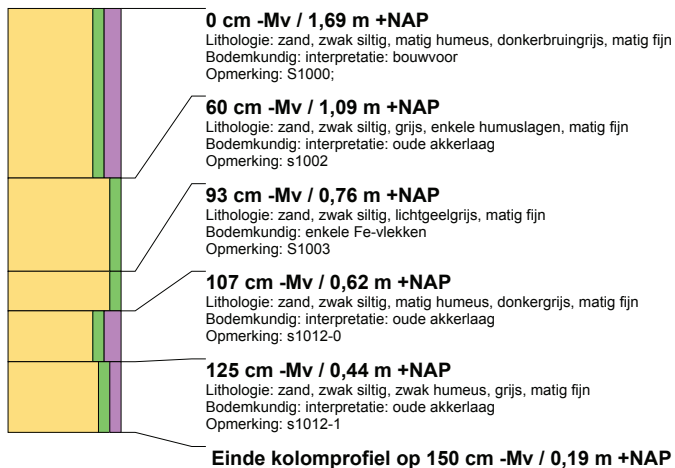 0 cm -Mv / 1,69 m +NAP
Lithologie: zand, zwak siltig, matig humeus, donkerbruingrijs, matig fijn
Bodemkundig: interpretatie: bouwvoor
Opmerking: S1000;
60 cm -Mv / 1,09 m +NAP
Lithologie: zand, zwak siltig, grijs, enkele humuslagen, matig fijn
Bodemkundig: interpretatie: oude akkerlaag
Opmerking: s1002
93 cm -Mv / 0,76 m +NAP
Lithologie: zand, zwak siltig, lichtgeelgrijs, matig fijn
Bodemkundig: enkele Fe-vlekken
Opmerking: S1003
107 cm -Mv / 0,62 m +NAP
Lithologie: zand, zwak siltig, matig humeus, donkergrijs, matig fijn
Bodemkundig: interpretatie: oude akkerlaag
Opmerking: s1012-0
125 cm -Mv / 0,44 m +NAP
Lithologie: zand, zwak siltig, zwak humeus, grijs, matig fijn
Bodemkundig: interpretatie: oude akkerlaag
Opmerking: s1012-1
Einde kolomprofiel op 150 cm -Mv / 0,19 m +NAP